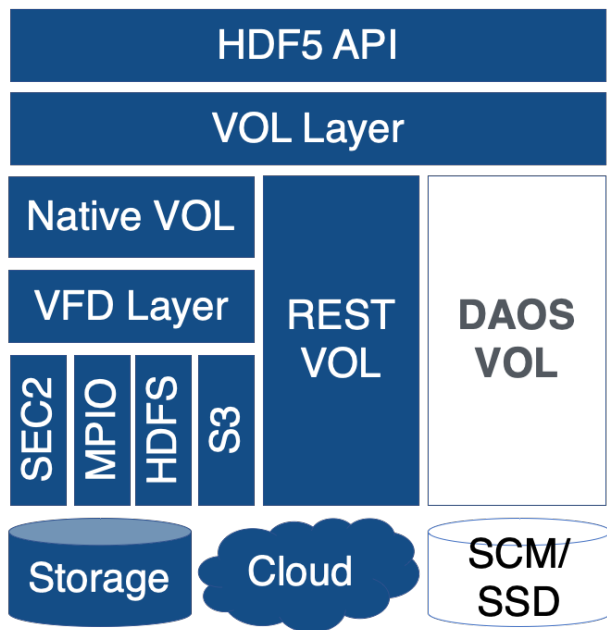 HDF5 API
VOL Layer
Native VOL
VFD Layer
SEC2
MPIO
HDFS
S3
REST
VOL
DAOS
VOL
Storage
Cloud
SCM/
SSD